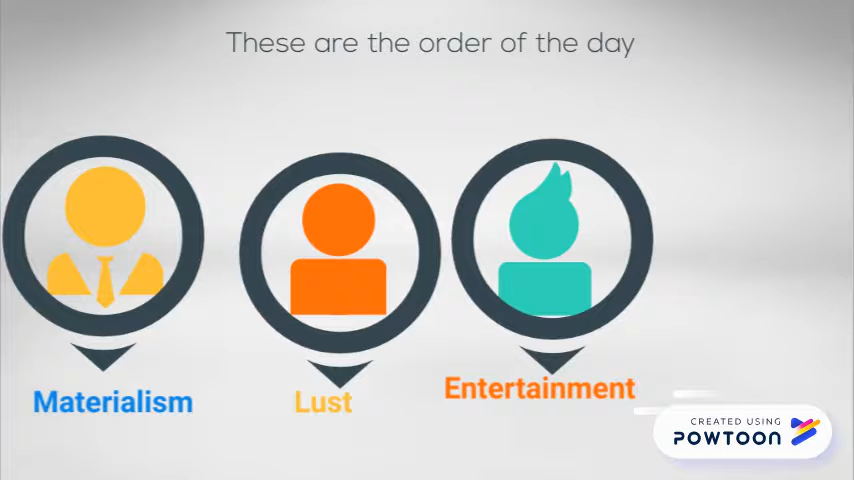 These are the order of the day
Materialism
Lust
Entertainment
CREATED USING
POWTOON